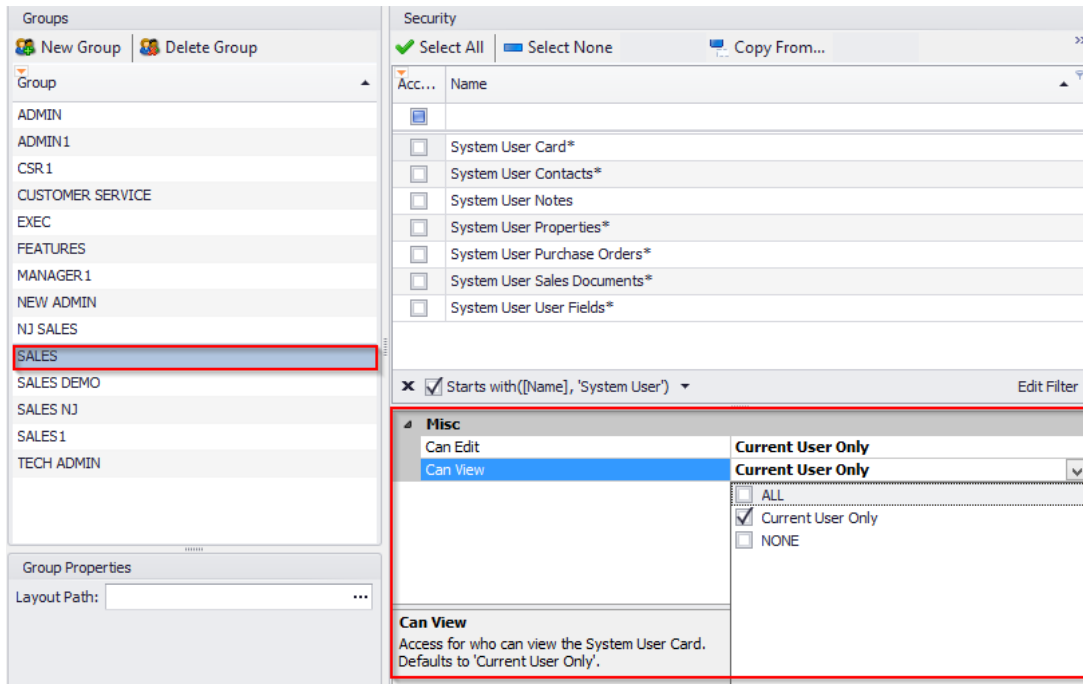 Groups
New Group Delete Group
Group
ADMIN
ADMIN1
CSR1
CUSTOMER SERVICE
EXEC
FEATURES
MANAGER1
NEW ADMIN
NJ SALES
SALES
SALES DEMO
SALES NJ
SALES1
TECH ADMIN
Group Properties
Layout Path: ...
Security
Select All Select None Copy From... »
Acc... Name
System User Card*
System User Contacts*
System User Notes
System User Properties*
System User Purchase Orders*
System User Sales Documents*
System User User Fields*
Starts with([Name], 'System User') Edit Filter
Misc
Can Edit Current User Only
Can View Current User Only
ALL
Current User Only
NONE
Can View
Access for who can view the System User Card.
Defaults to 'Current User Only'.